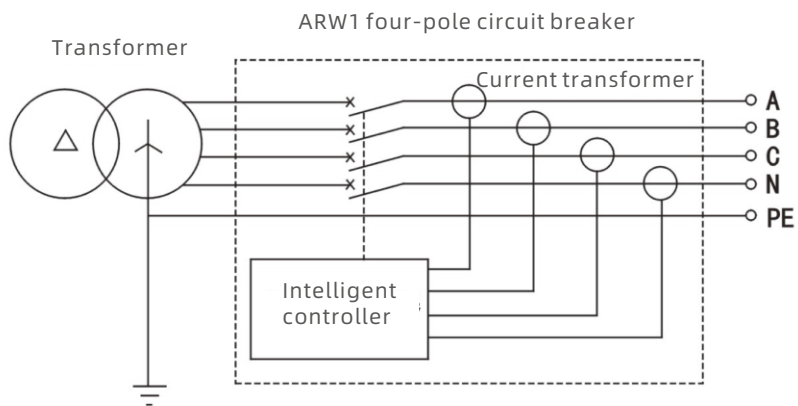 ARW1 four-pole circuit breaker
Transformer
Current transformer
A
B
C
N
PE
Intelligent
controller